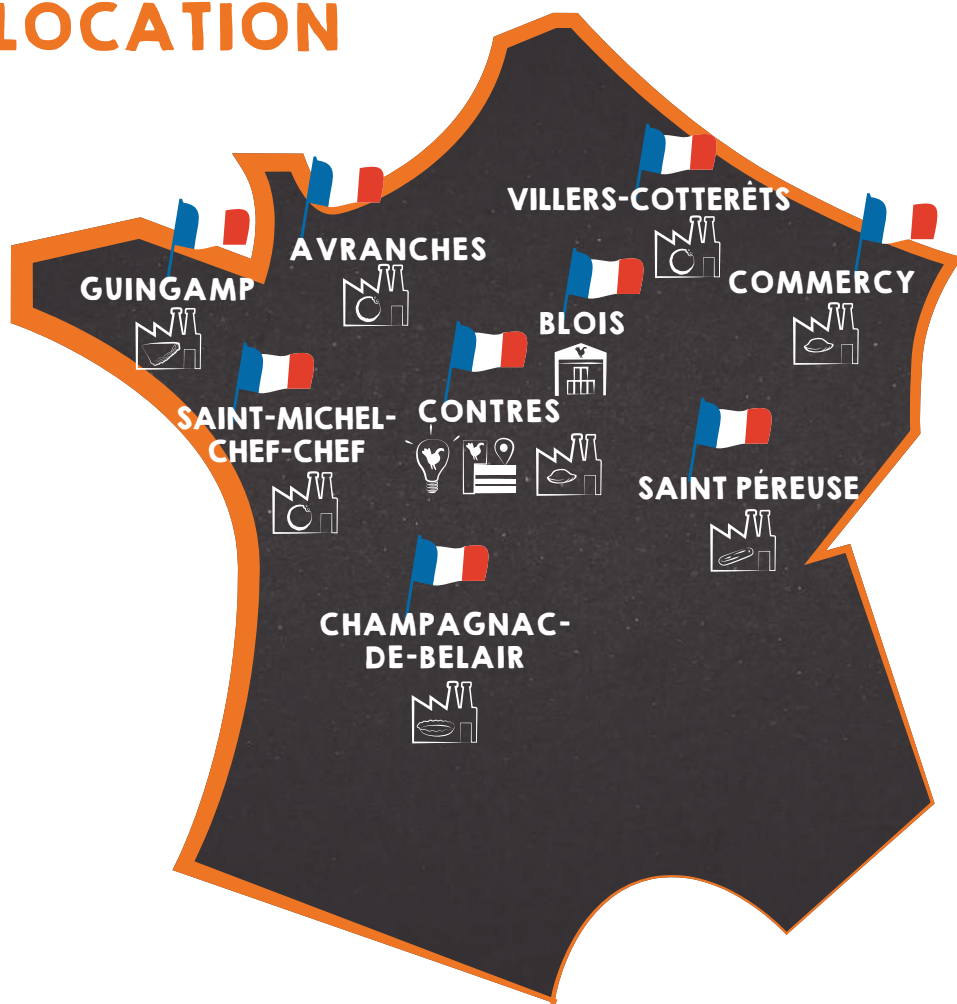 LOCATION
VILLERS-COTTERÊTS
AVRANCHES
COMMERCY
GUINGAMP
BLOIS
CONTRES
SAINT-MICHEL-
CHEF-CHEF
SAINT PÉREUSE
CHAMPAGNAC-
DE-BELAIR